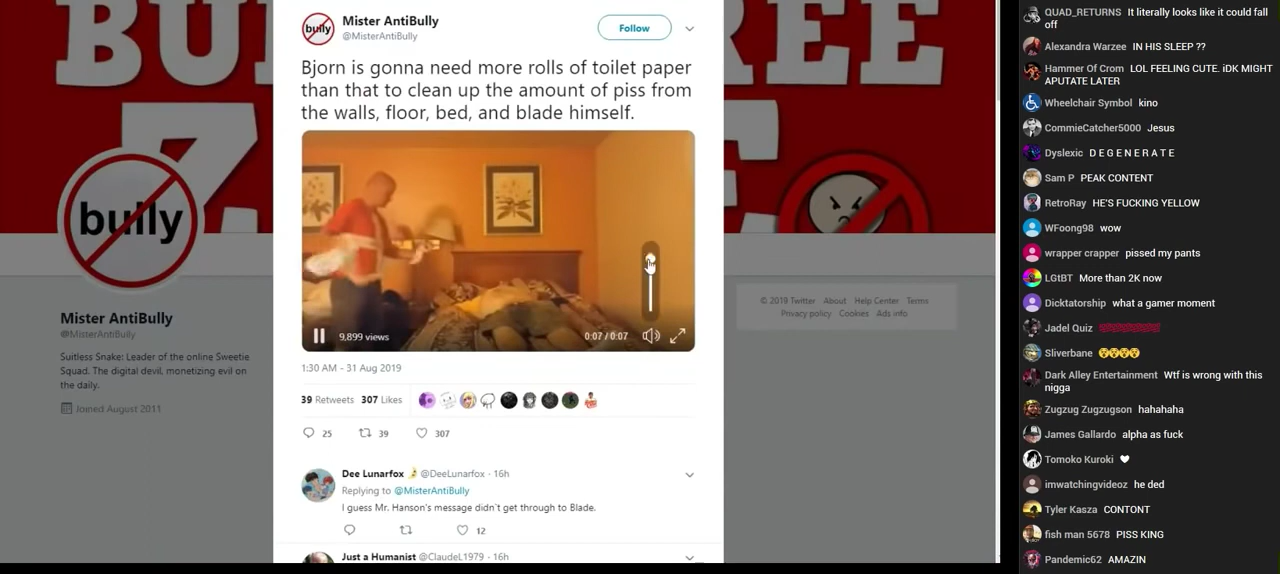 BU
REE
Z
E
bully
Mister AntiBully
@MisterAntiBully
Follow
Bjorn is gonna need more rolls of toilet paper
than that to clean up the amount of piss from
the walls, floor, bed, and blade himself.
9,899 views
0:07 / 0:07
1:30 AM - 31 Aug 2019
39 Retweets 307 Likes
25 39 307
Dee Lunarfox @DeeLunarfox · 16h
Replying to @MisterAntiBully
I guess Mr. Hanson's message didn't get through to Blade.
12
Just a Humanist @ClaudeL1979 · 16h
bully
Mister AntiBully
@MisterAntiBully
Suitless Snake: Leader of the online Sweetie
Squad. The digital devil, monetizing evil on
the daily.
Joined August 2011
© 2019 Twitter About Help Center Terms
Privacy policy Cookies Ads info
QUAD_RETURNS It literally looks like it could fall
off
Alexandra Warzee IN HIS SLEEP ??
Hammer Of Crom LOL FEELING CUTE. iDK MIGHT
APUTATE LATER
Wheelchair Symbol kino
CommieCatcher5000 Jesus
Dyslexic D E G E N E R A T E
Sam P PEAK CONTENT
RetroRay HE'S FUCKING YELLOW
WFoong98 wow
wrapper crapper pissed my pants
LGtBT More than 2K now
Dicktatorship what a gamer moment
Jadel Quiz
Sliverbane 😲😲😲😲
Dark Alley Entertainment Wtf is wrong with this
nigga
Zugzug Zugzugson hahahaha
James Gallardo alpha as fuck
Tomoko Kuroki ♥
imwatchingvideoz he ded
Tyler Kasza CONTONT
fish man 5678 PISS KING
Pandemic62 AMAZIN